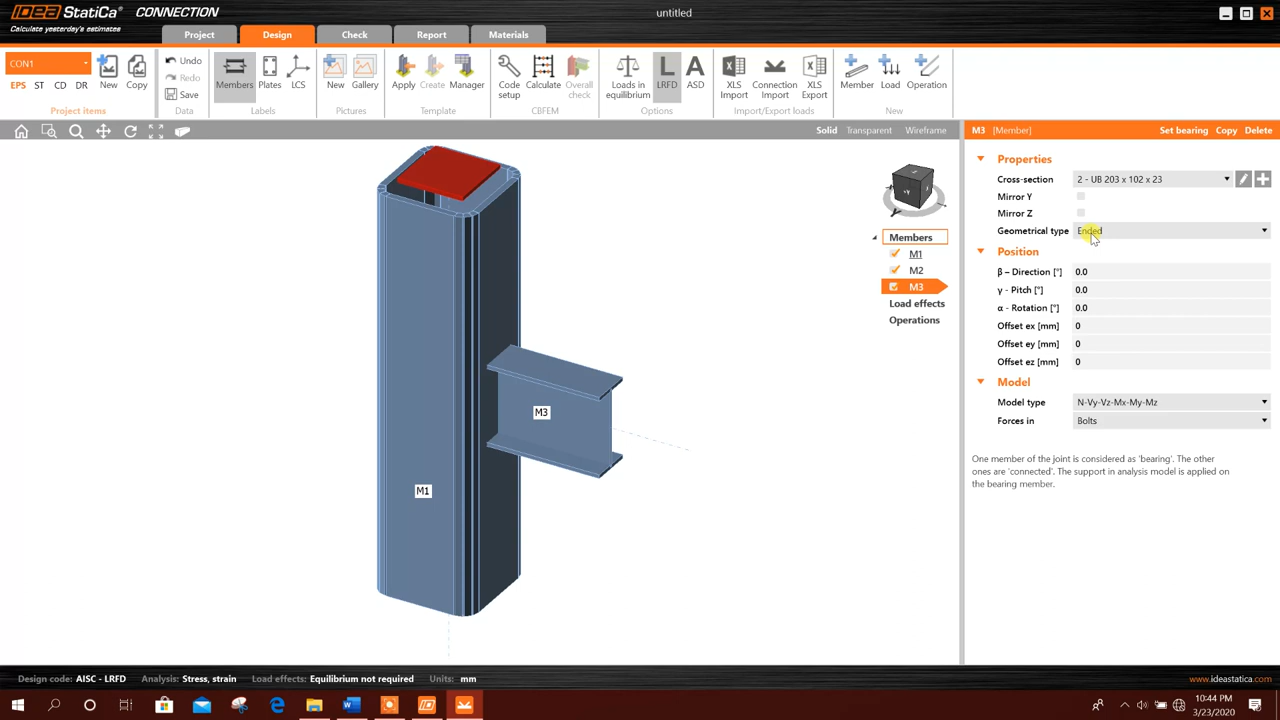 IDEA StatiCa CONNECTION
Calculate yesterday's estimates
untitled
Project
Design
Check
Report
Materials
CON1
EPS ST CD DR
New
Copy
Project items
Undo
Redo
Save
Data
Members
Plates
LCS
Labels
New
Gallery
Pictures
Apply
Create
Manager
Template
Code setup
Calculate
Overall check
CBFEM
Loads in equilibrium
LRFD
ASD
Options
XLS Import
Connection Import
XLS Export
Import/Export loads
Member
Load
Operation
New
Solid
Transparent
Wireframe
M3 [Member]
Set bearing Copy Delete
Properties
Cross-section 2 - UB 203 x 102 x 23
Mirror Y
Mirror Z
Geometrical type Ended
Position
β – Direction [°] 0.0
γ - Pitch [°] 0.0
α - Rotation [°] 0.0
Offset ex [mm] 0
Offset ey [mm] 0
Offset ez [mm] 0
Model
Model type N-Vy-Vz-Mx-My-Mz
Forces in Bolts
One member of the joint is considered as 'bearing'. The other
ones are 'connected'. The support in analysis model is applied on
the bearing member.
Members
M1
M2
M3
Load effects
Operations
M3
M1
Design code: AISC - LRFD Analysis: Stress, strain Load effects: Equilibrium not required Units: mm
www.ideastatica.com
10:44 PM
3/23/2020